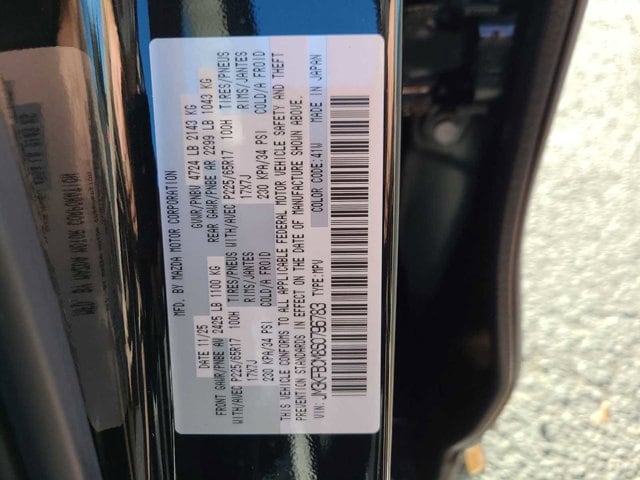 MFD. BY MAZDA MOTOR CORPORATION
DATE 11/25 GVWR/PNBV 4724 LB 2143 KG
FRONT GAWR/PNBE AV 2425 LB 1100 KG REAR GAWR/PNBE AR 2299 LB 1043 KG
WITH/AVEC P225/65R17 100H TIRES/PNEUS WITH/AVEC P225/65R17 100H TIRES/PNEUS
17X7J RIMS/JANTES 17X7J RIMS/JANTES
230 KPA/34 PSI COLD/A FROID 230 KPA/34 PSI COLD/A FROID
THIS VEHICLE CONFORMS TO ALL APPLICABLE FEDERAL MOTOR VEHICLE SAFETY AND THEFT
PREVENTION STANDARDS IN EFFECT ON THE DATE OF MANUFACTURE SHOWN ABOVE.
VIN: TYPE: MPV COLOR CODE: 41W MADE IN JAPAN